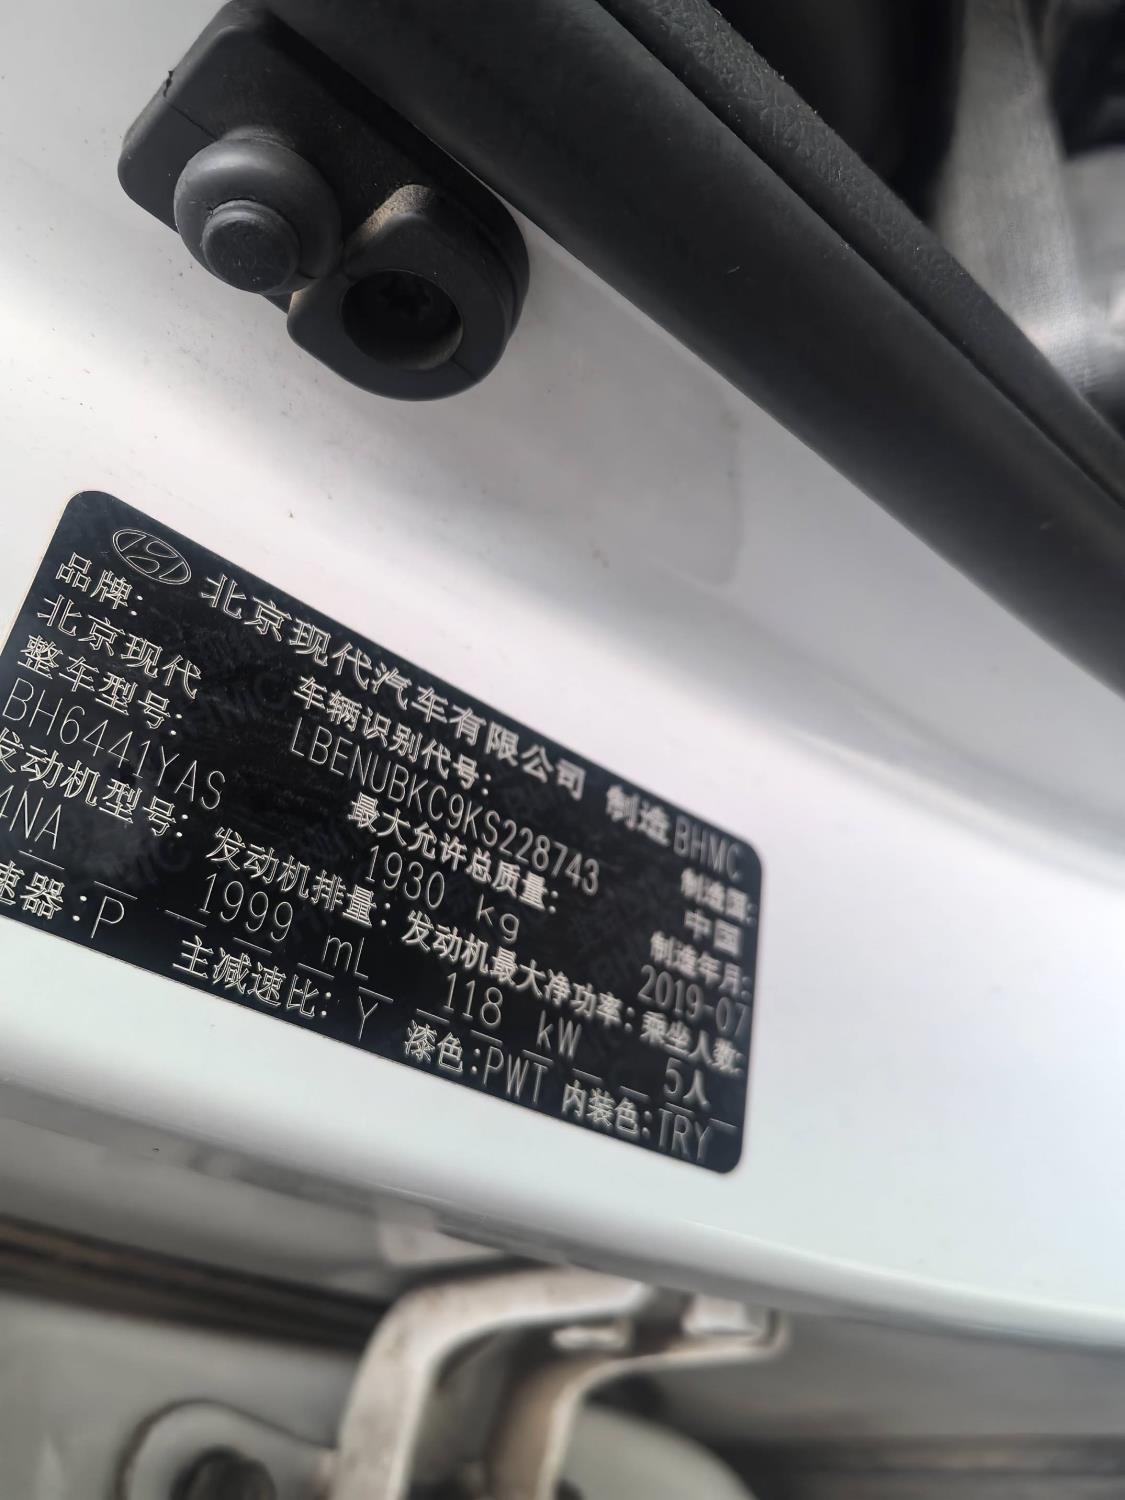 北京现代汽车有限公司 制造 BHMC
品牌: 车辆识别代号: 制造国:
北京现代 LBENUBKC9KS228743 中国
整车型号: 最大允许总质量: 制造年月:
BH6441YAS 1930 kg 2019-07
发动机型号: 发动机排量: 发动机最大净功率: 乘坐人数:
4NA 1999 mL 118 kW 5人
速器:P 主减速比: Y 漆色:PWT 内装色:TRY